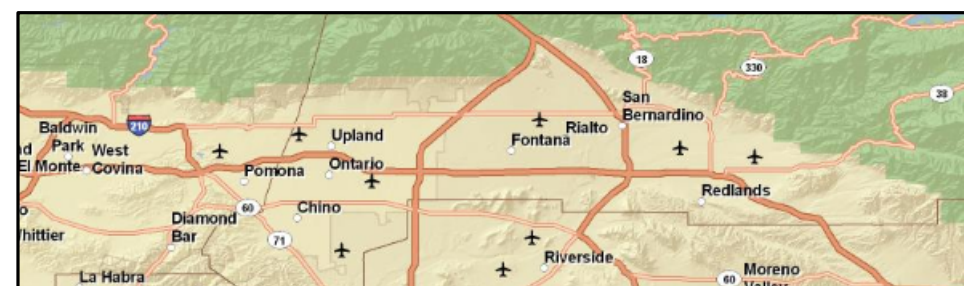 18
330
38
San
Bernardino
210
Baldwin
Park
Upland
Fontana
Rialto
El Monte
West
Covina
Pomona
Ontario
Redlands
60
Chino
Diamond
Bar
71
Riverside
La Habra
60
Moreno
Valley